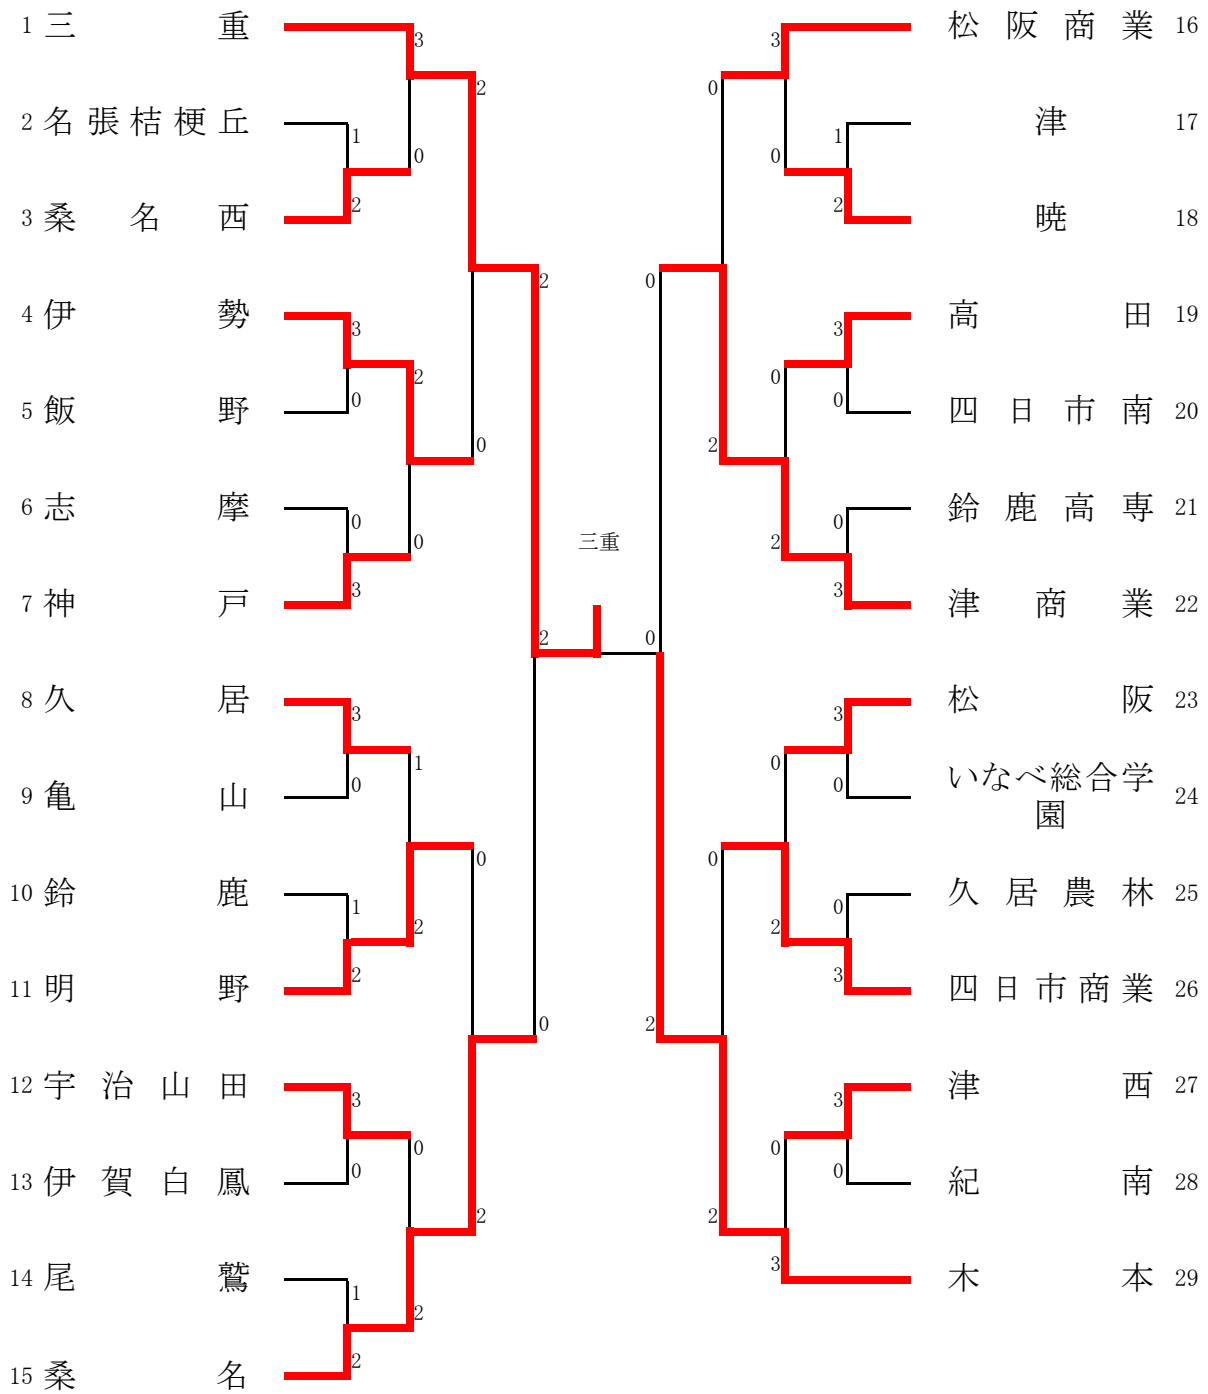 1 三重
2 名張桔梗丘
3 桑名西
4 伊勢
5 飯野
6 志摩
7 神戸
8 久居
9 亀山
10 鈴鹿
11 明野
12 宇治山田
13 伊賀白鳳
14 尾鷲
15 桑名
3
0
1
2
2
0
3
0
2
0
0
3
2
0
3
0
1
2
1
2
0
2
3
0
0
2
1
2
2
0
三重
2
0
0
2
3
0
1
2
0
2
3
0
0
2
0
3
3
0
0
2
0
3
0
2
3
0
0
3
松阪商業 16
津 17
暁 18
高田 19
四日市南 20
鈴鹿高専 21
津商業 22
松阪 23
いなべ総合学
園 24
久居農林 25
四日市商業 26
津西 27
紀南 28
木本 29